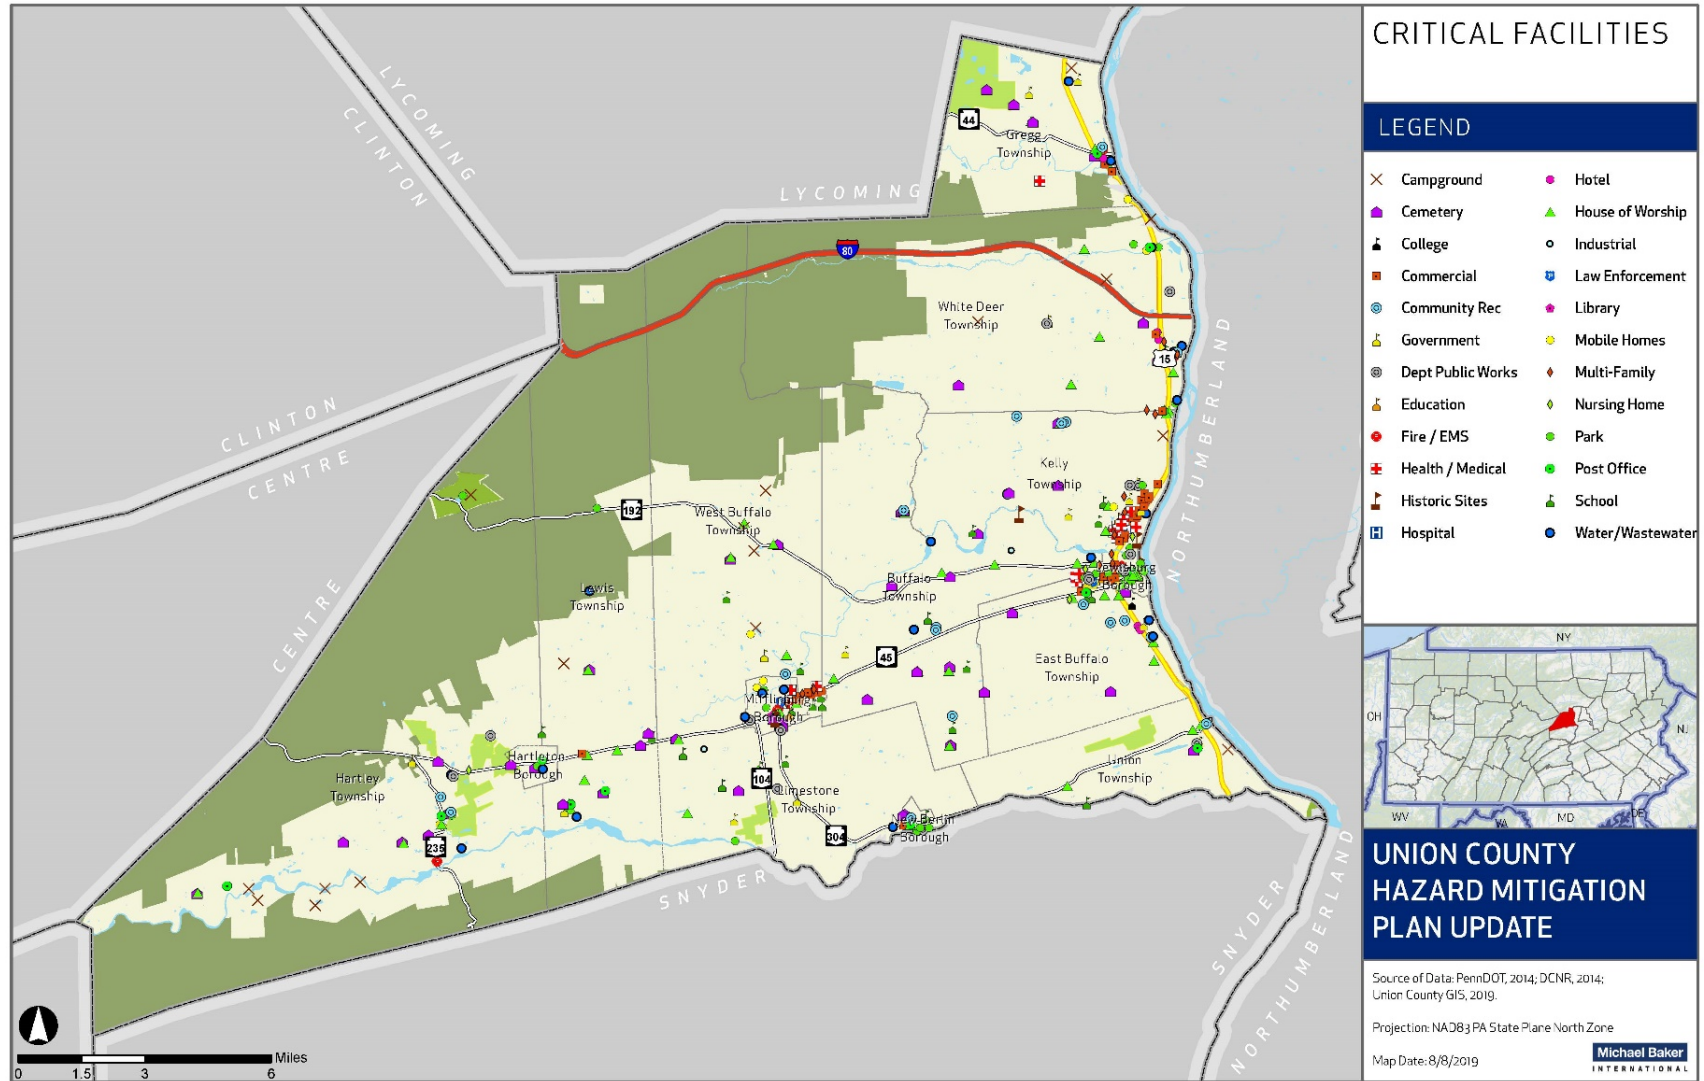 CRITICAL FACILITIES
LEGEND
Campground
Cemetery
College
Commercial
Community Rec
Government
Dept Public Works
Education
Fire / EMS
Health / Medical
Historic Sites
Hospital
Hotel
House of Worship
Industrial
Law Enforcement
Library
Mobile Homes
Multi-Family
Nursing Home
Park
Post Office
School
Water/Wastewater
LYCOMING
CLINTON
LYCOMING
CLINTON
CENTRE
CENTRE
NORTHUMBERLAND
NORTHUMBERLAND
SNYDER
SNYDER
NORTHUMBERLAND
44
Gregg
Township
80
White Deer
Township
15
Kelly
Township
192
West Buffalo
Township
Lewis
Township
Buffalo
Township
Lewisburg
Borough
45
East Buffalo
Township
Mifflinburg
Borough
Hartleton
Borough
Hartley
Township
104
Limestone
Township
Union
Township
304
New Berlin
Borough
235
Miles
0 1.5 3 6
NY
OH
NJ
WV
VA
MD
DE
UNION COUNTY
HAZARD MITIGATION
PLAN UPDATE
Source of Data: PennDOT, 2014; DCNR, 2014;
Union County GIS, 2019.
Projection: NAD83 PA State Plane North Zone
Map Date: 8/8/2019
Michael Baker
INTERNATIONAL